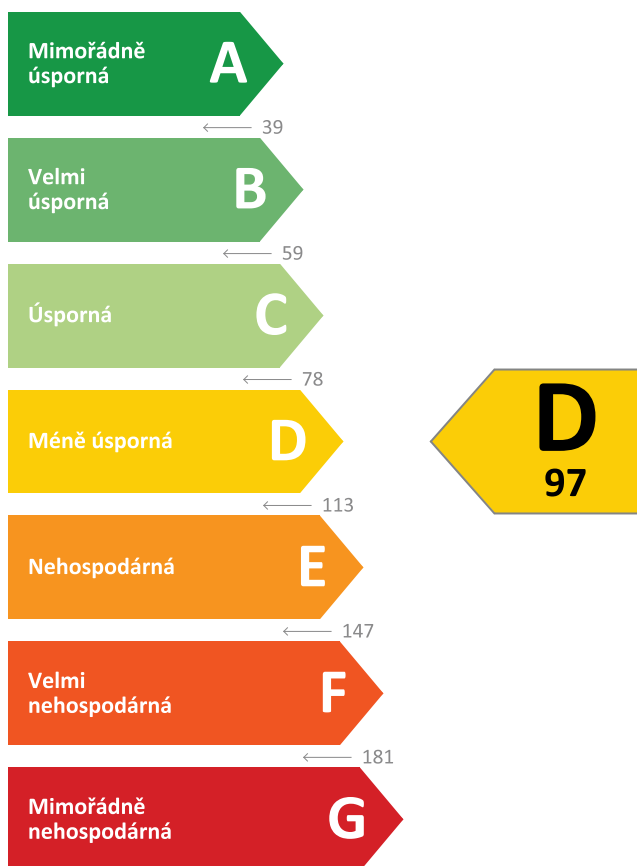 Mimořádně
úsporná
A
39
Velmi
úsporná
B
59
Úsporná
C
78
Méně úsporná
D
D
97
113
Nehospodárná
E
147
Velmi
nehospodárná
F
181
Mimořádně
nehospodárná
G